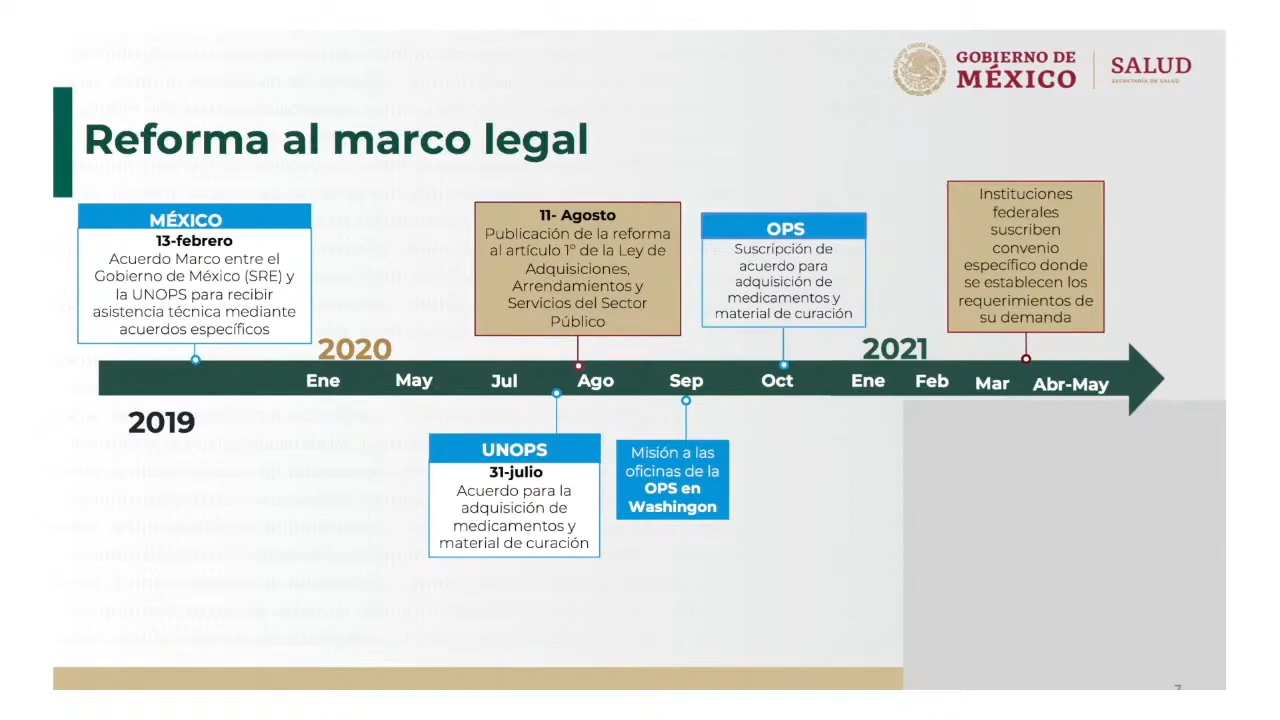 GOBIERNO DE
MÉXICO
SALUD
SECRETARÍA DE SALUD
Reforma al marco legal
MÉXICO
13-febrero
Acuerdo Marco entre el
Gobierno de México (SRE) y
la UNOPS para recibir
asistencia técnica mediante
acuerdos específicos
11- Agosto
Publicación de la reforma
al artículo 1º de la Ley de
Adquisiciones,
Arrendamientos y
Servicios del Sector
Público
OPS
Suscripción de
acuerdo para
adquisición de
medicamentos y
material de curación
Instituciones
federales
suscriben
convenio
específico donde
se establecen los
requerimientos de
su demanda
2020
2021
Ene May Jul Ago Sep Oct Ene Feb Mar Abr-May
2019
UNOPS
31-julio
Acuerdo para la
adquisición de
medicamentos y
material de curación
Misión a las
oficinas de la
OPS en
Washingon
7